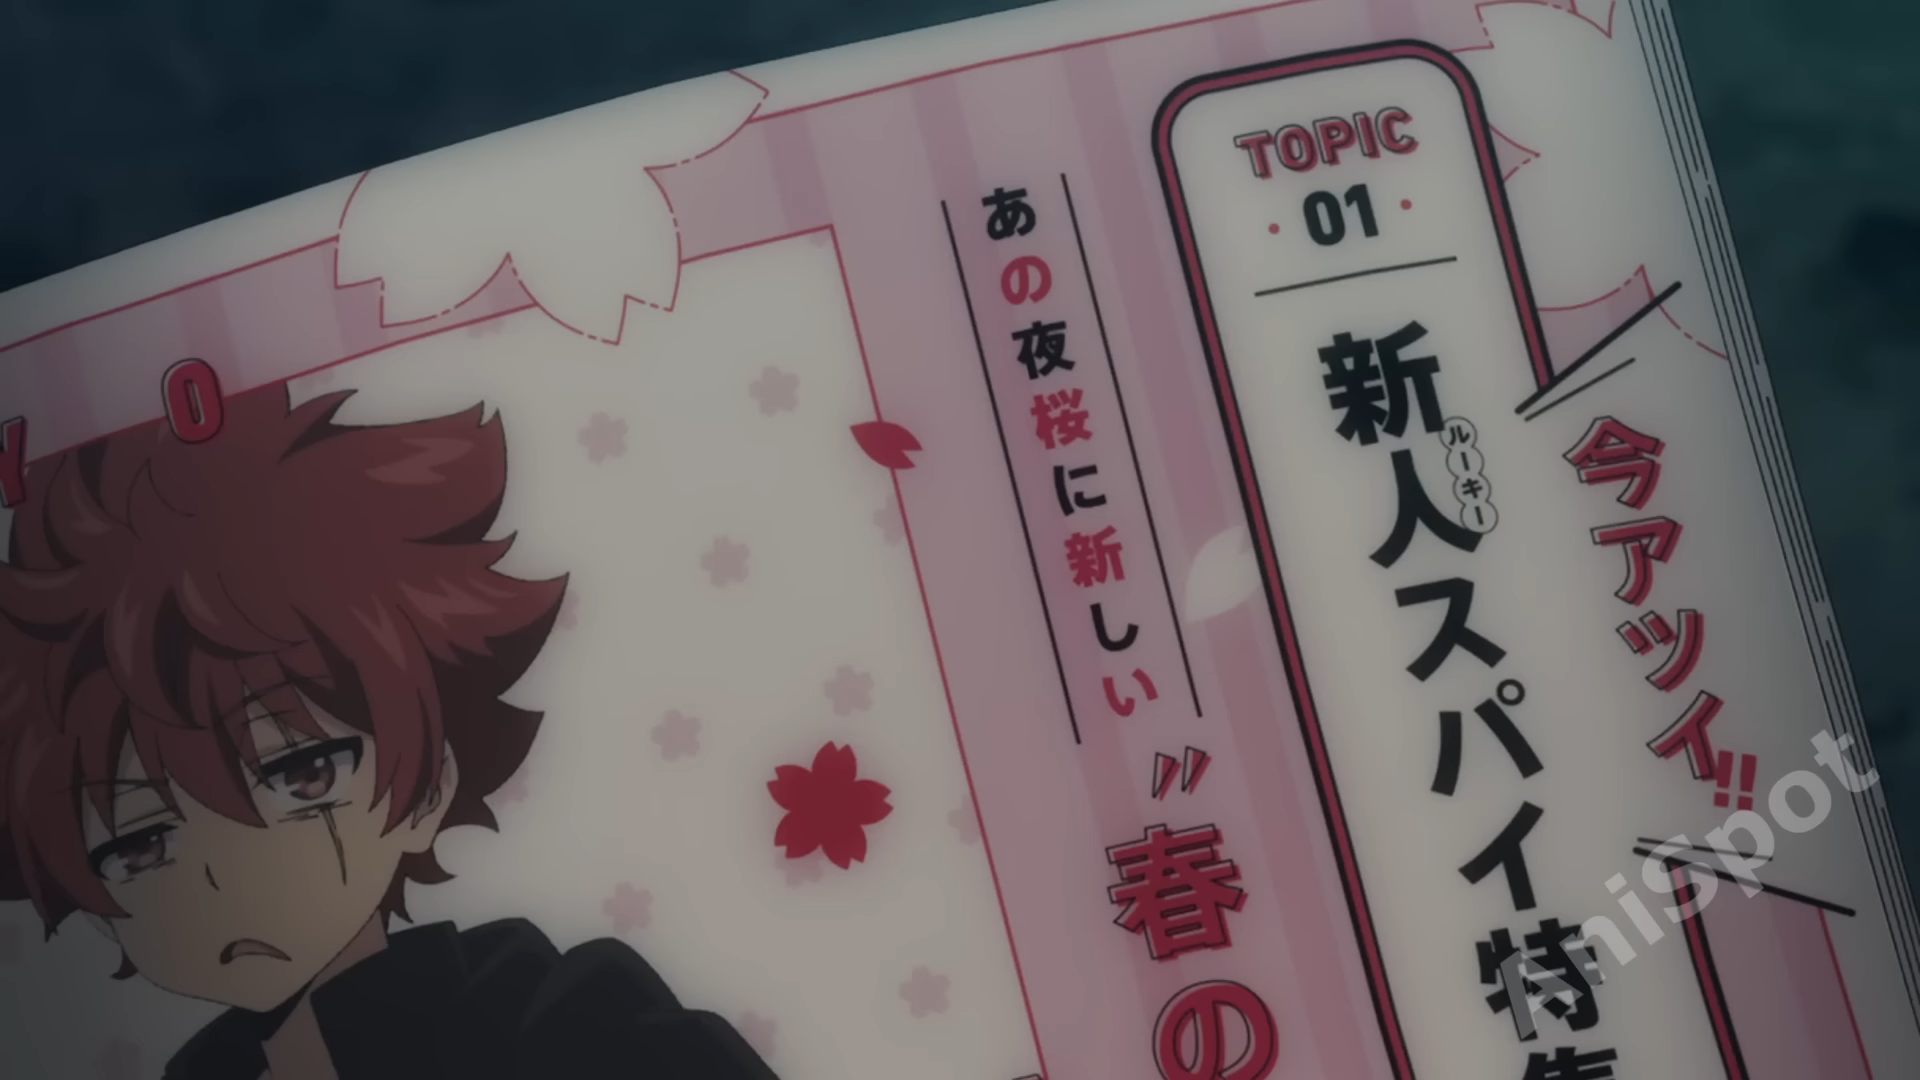 TOPIC
01
今アツイ!!
新人スパイ特集
ルーキー
あの夜桜に新しい
〃春の
Y O
AniSpot